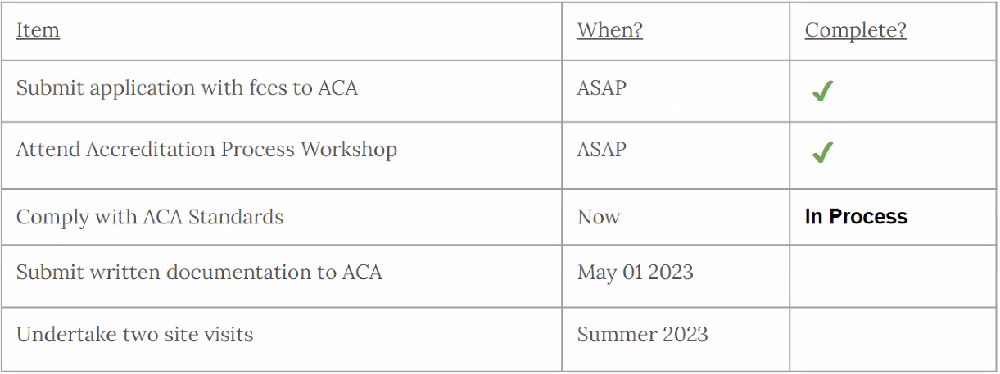 Item When? Complete?
Submit application with fees to ACA ASAP ✓
Attend Accreditation Process Workshop ASAP ✓
Comply with ACA Standards Now In Process
Submit written documentation to ACA May 01 2023
Undertake two site visits Summer 2023